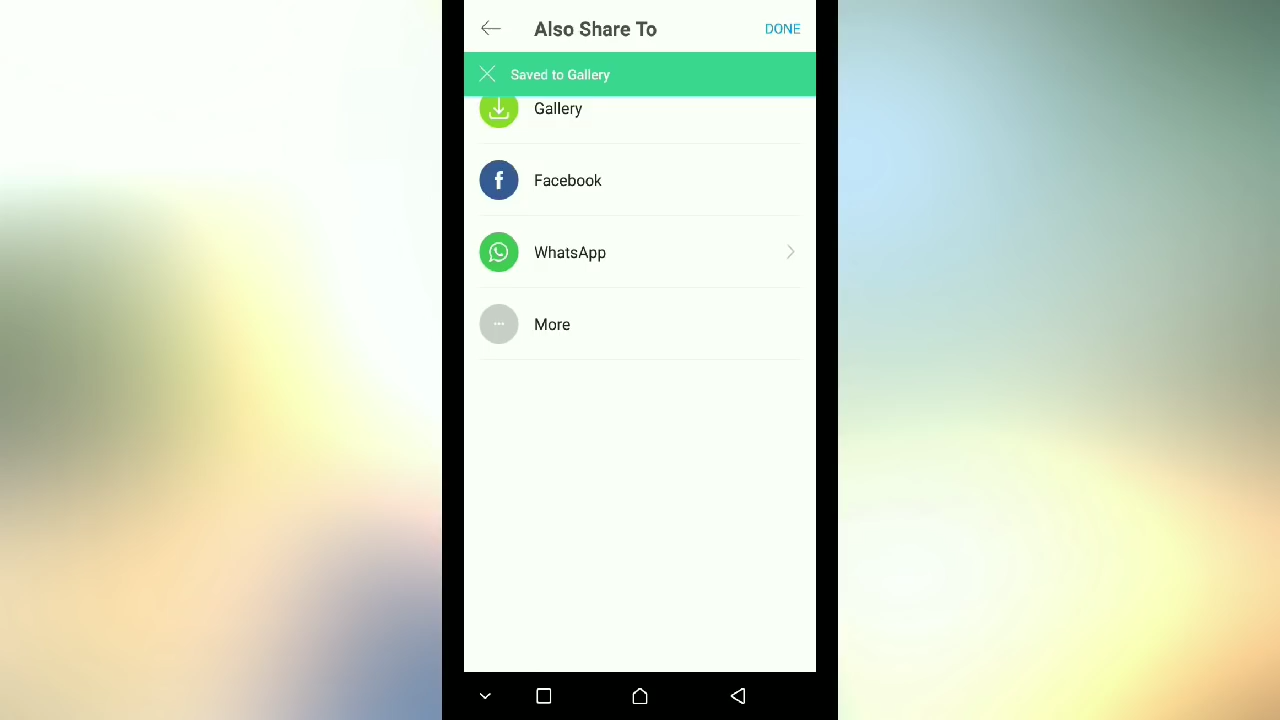 Also Share To
DONE
Saved to Gallery
Gallery
Facebook
WhatsApp
More